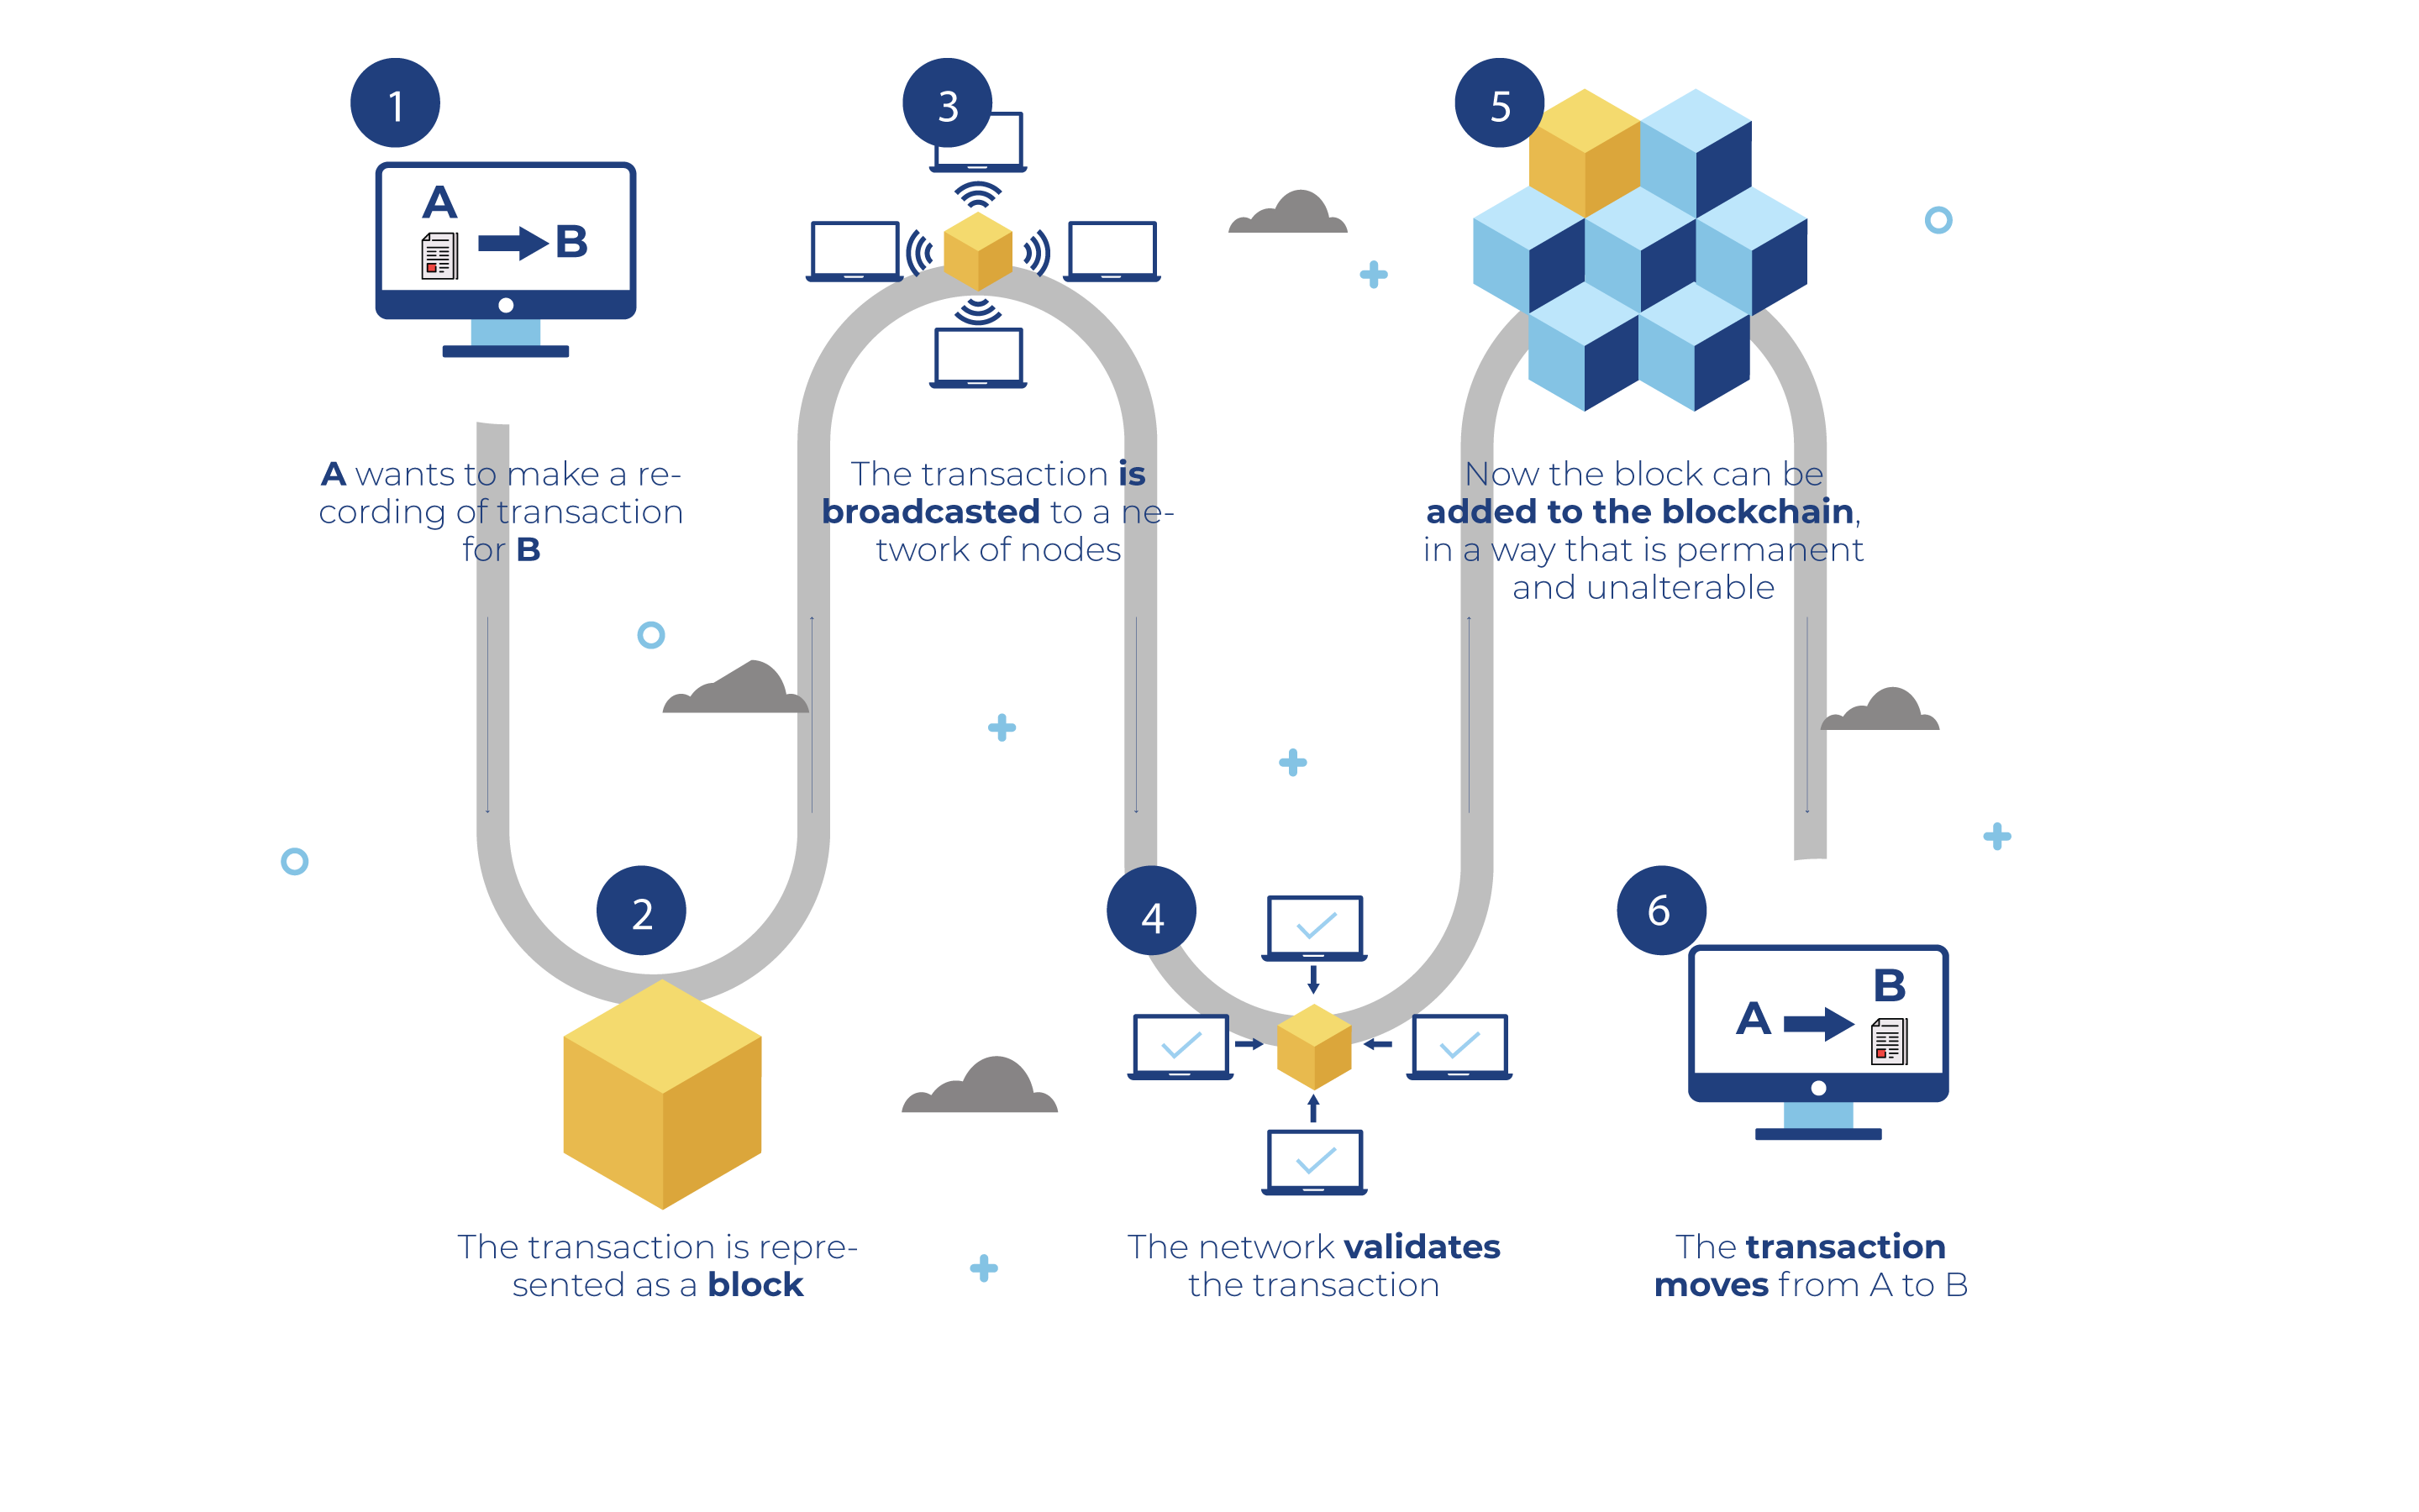 1
A
B
A wants to make a re-
cording of transaction
for B
2
The transaction is repre-
sented as a block
3
The transaction is
broadcasted to a ne-
twork of nodes
4
The network validates
the transaction
5
Now the block can be
added to the blockchain,
in a way that is permanent
and unalterable
6
B
A
The transaction
moves from A to B